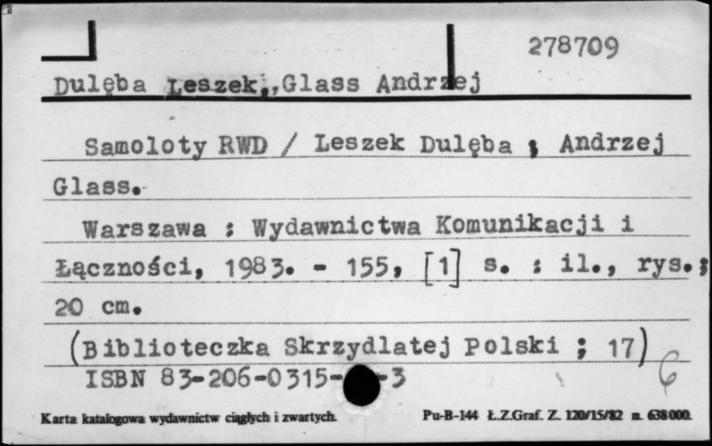 278709
Dulęba Leszek,,Glass Andrzej
Samoloty RWD / Leszek Dulęba ; Andrzej
Glass.-
Warszawa : Wydawnictwa Komunikacji i
Łączności, 1983. - 155, [1] s. : il., rys.;
20 cm.
(Biblioteczka Skrzydlatej Polski ; 17)
ISBN 83-206-0315- -3
6
Karta katalogowa wydawnictw ciągłych i zwartych. Pu-B-144 Ł.Z.Graf. Z. 120/15/82 n. 638000.